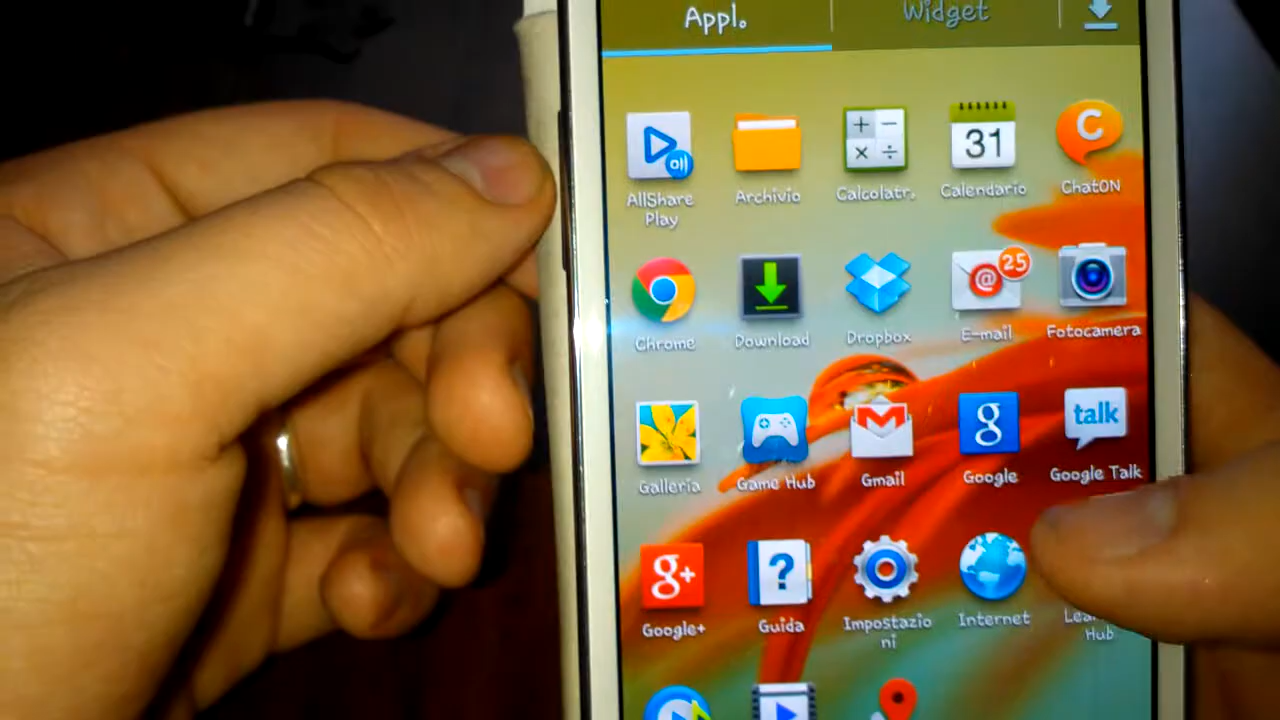 Appl. Widget
AllShare Play
Archivio
Calcolatr.
31
Calendario
C
ChatON
Chrome
Download
Dropbox
@ 25
E-mail
Fotocamera
Galleria
Game Hub
M
Gmail
g
Google
talk
Google Talk
g+
Google+
?
Guida
Impostazio
ni
Internet
Hub